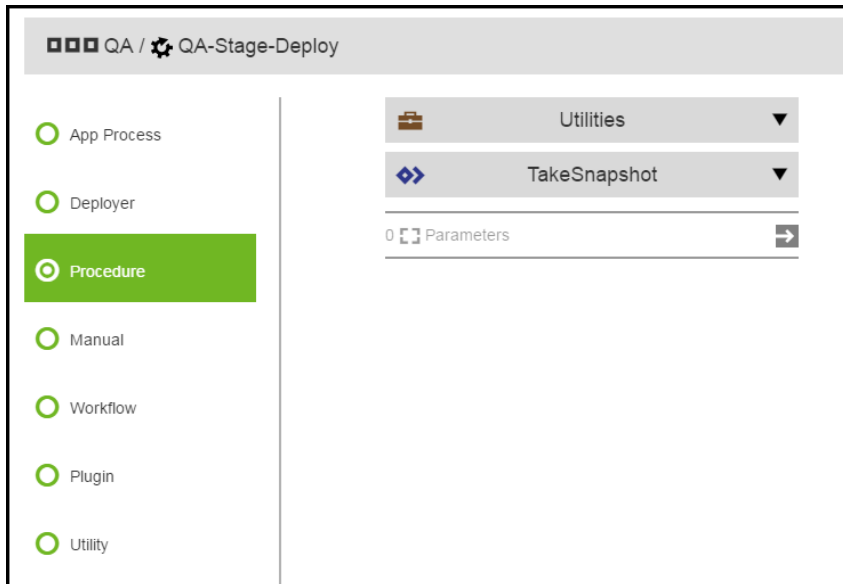 QA / QA-Stage-Deploy
App Process
Deployer
Procedure
Manual
Workflow
Plugin
Utility
Utilities
TakeSnapshot
0 Parameters